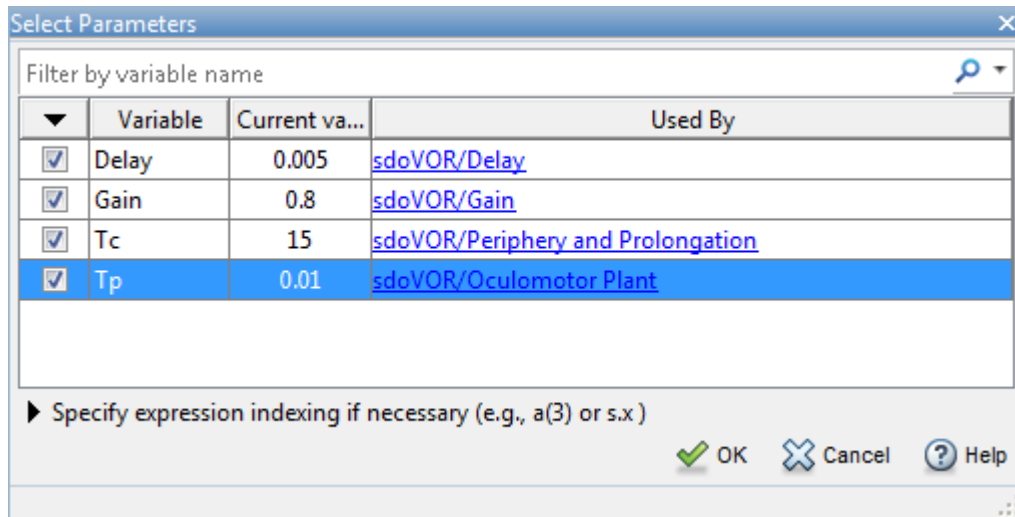 Select Parameters
Filter by variable name
Variable Current va... Used By
Delay 0.005 sdoVOR/Delay
Gain 0.8 sdoVOR/Gain
Tc 15 sdoVOR/Periphery and Prolongation
Tp 0.01 sdoVOR/Oculomotor Plant
Specify expression indexing if necessary (e.g., a(3) or s.x )
OK Cancel Help